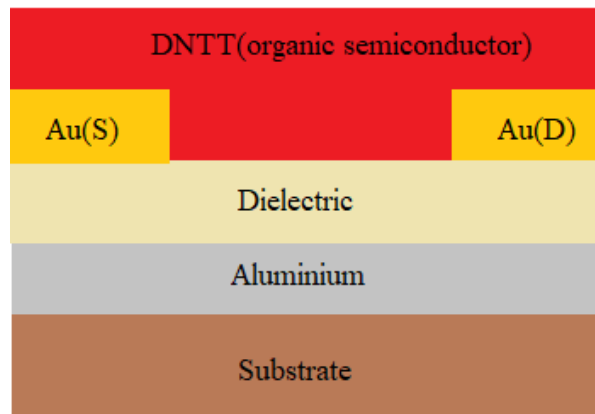 DNTT(organic semiconductor)
Au(S)
Au(D)
Dielectric
Aluminium
Substrate